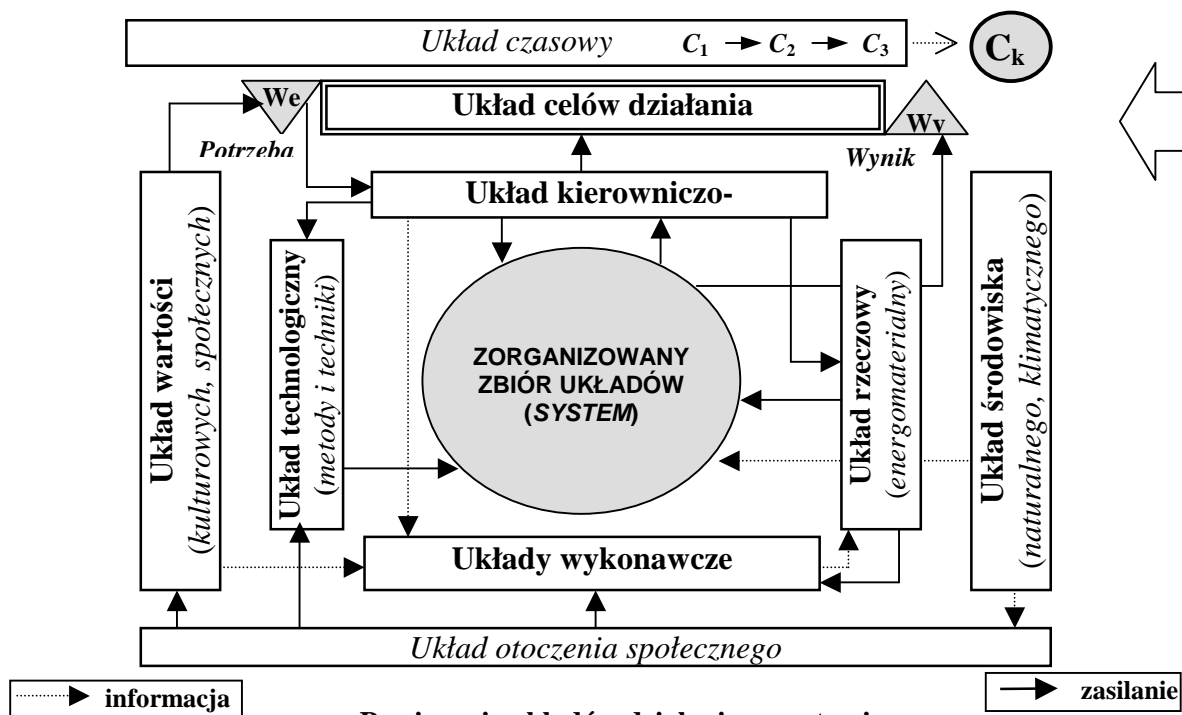 Układ czasowy C1 C2 C3
Ck
We
Układ celów działania
Wv
Potrzeba
Wynik
Układ kierowniczo-
Układ wartości
(kulturowych, społecznych)
Układ technologiczny
(metody i techniki)
ZORGANIZOWANY
ZBIÓR UKŁADÓW
(SYSTEM)
Układ rzeczowy
(energomaterialny)
Układ środowiska
(naturalnego, klimatycznego)
Układy wykonawcze
Układ otoczenia społecznego
informacja
zasilanie